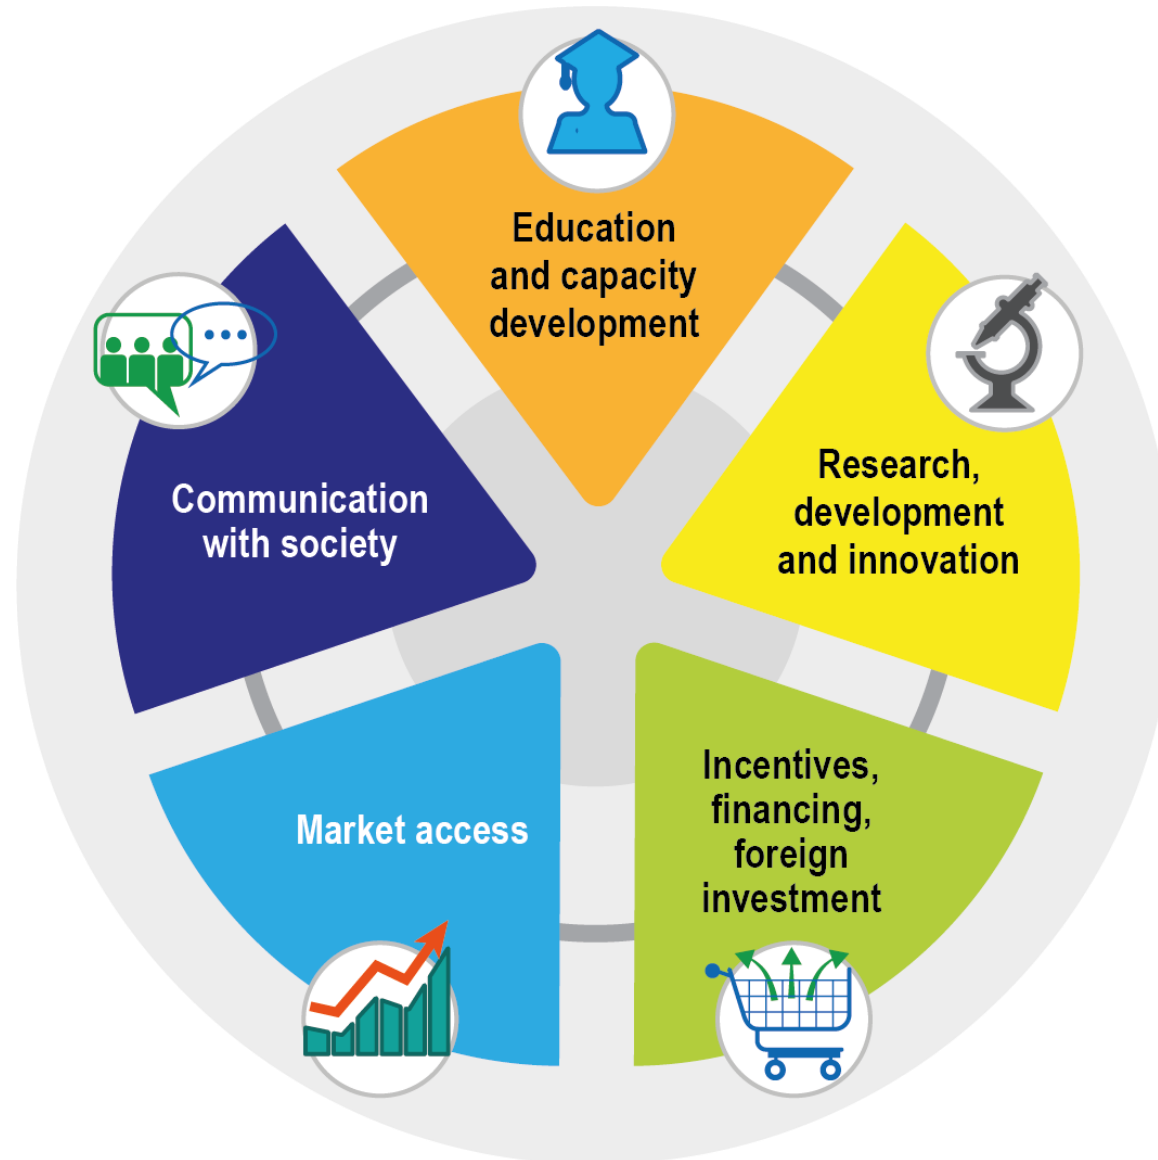 Education
and capacity
development
Research,
development
and innovation
Incentives,
financing,
foreign
investment
Market access
Communication
with society